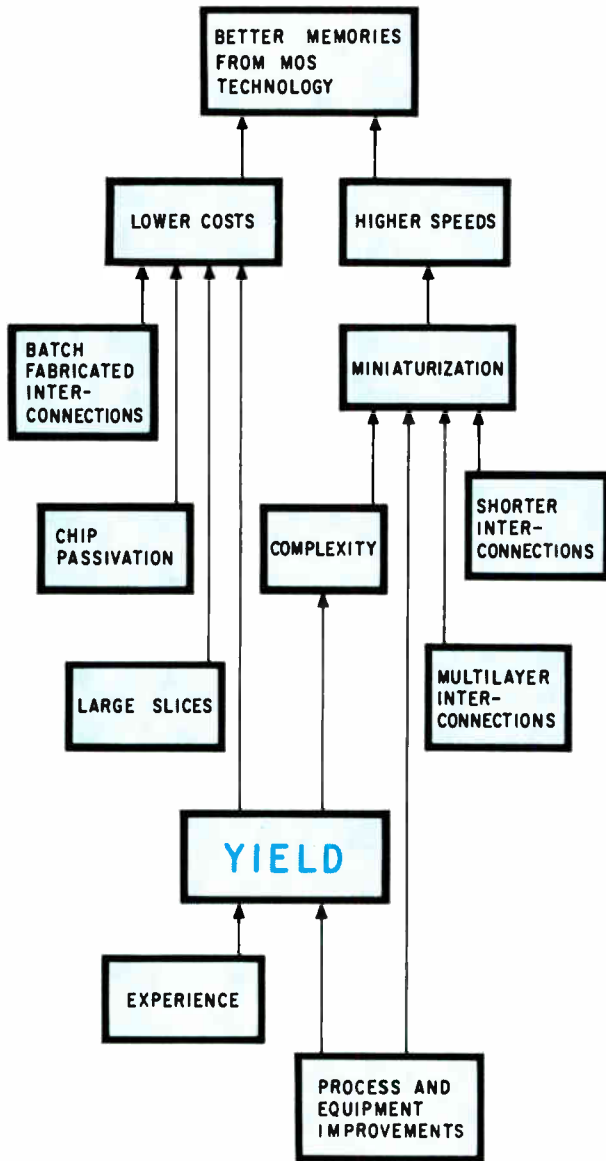 BETTER MEMORIES
FROM MOS
TECHNOLOGY
LOWER COSTS
HIGHER SPEEDS
BATCH
FABRICATED
INTER-
CONNECTIONS
MINIATURIZATION
CHIP
PASSIVATION
COMPLEXITY
SHORTER
INTER-
CONNECTIONS
LARGE SLICES
MULTILAYER
INTER-
CONNECTIONS
YIELD
EXPERIENCE
PROCESS AND
EQUIPMENT
IMPROVEMENTS